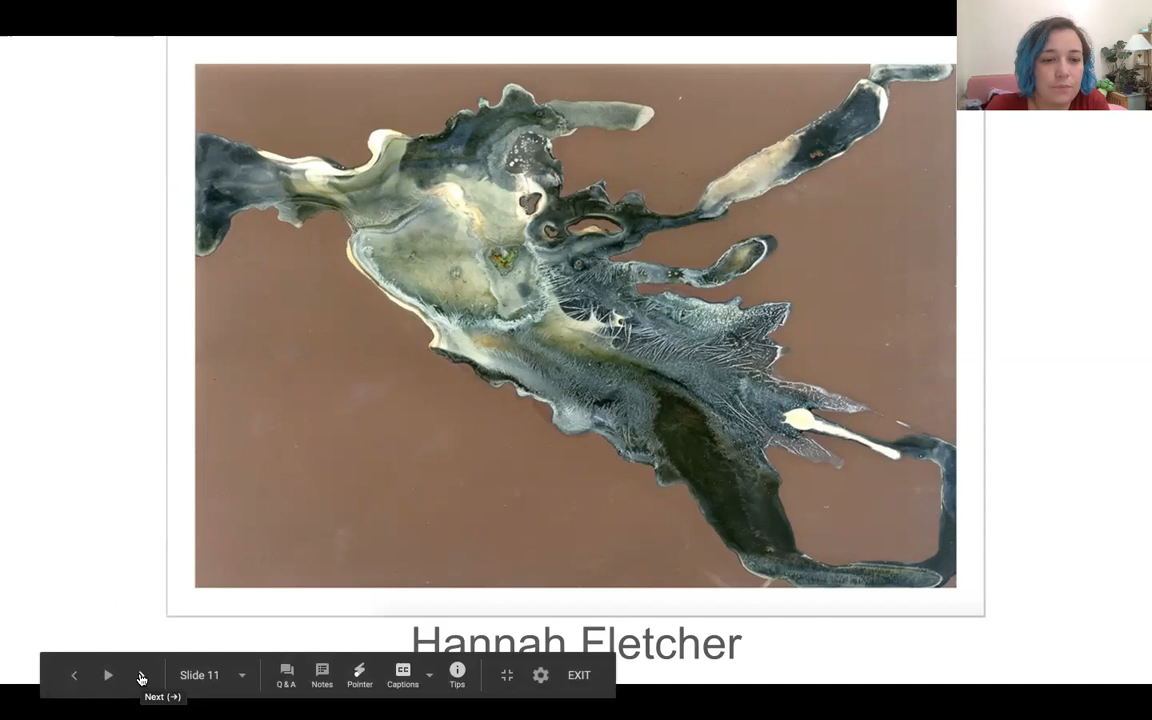 Hannah Fletcher
Slide 11
Q & A
Notes
Pointer
Captions
Tips
EXIT
Next (→)